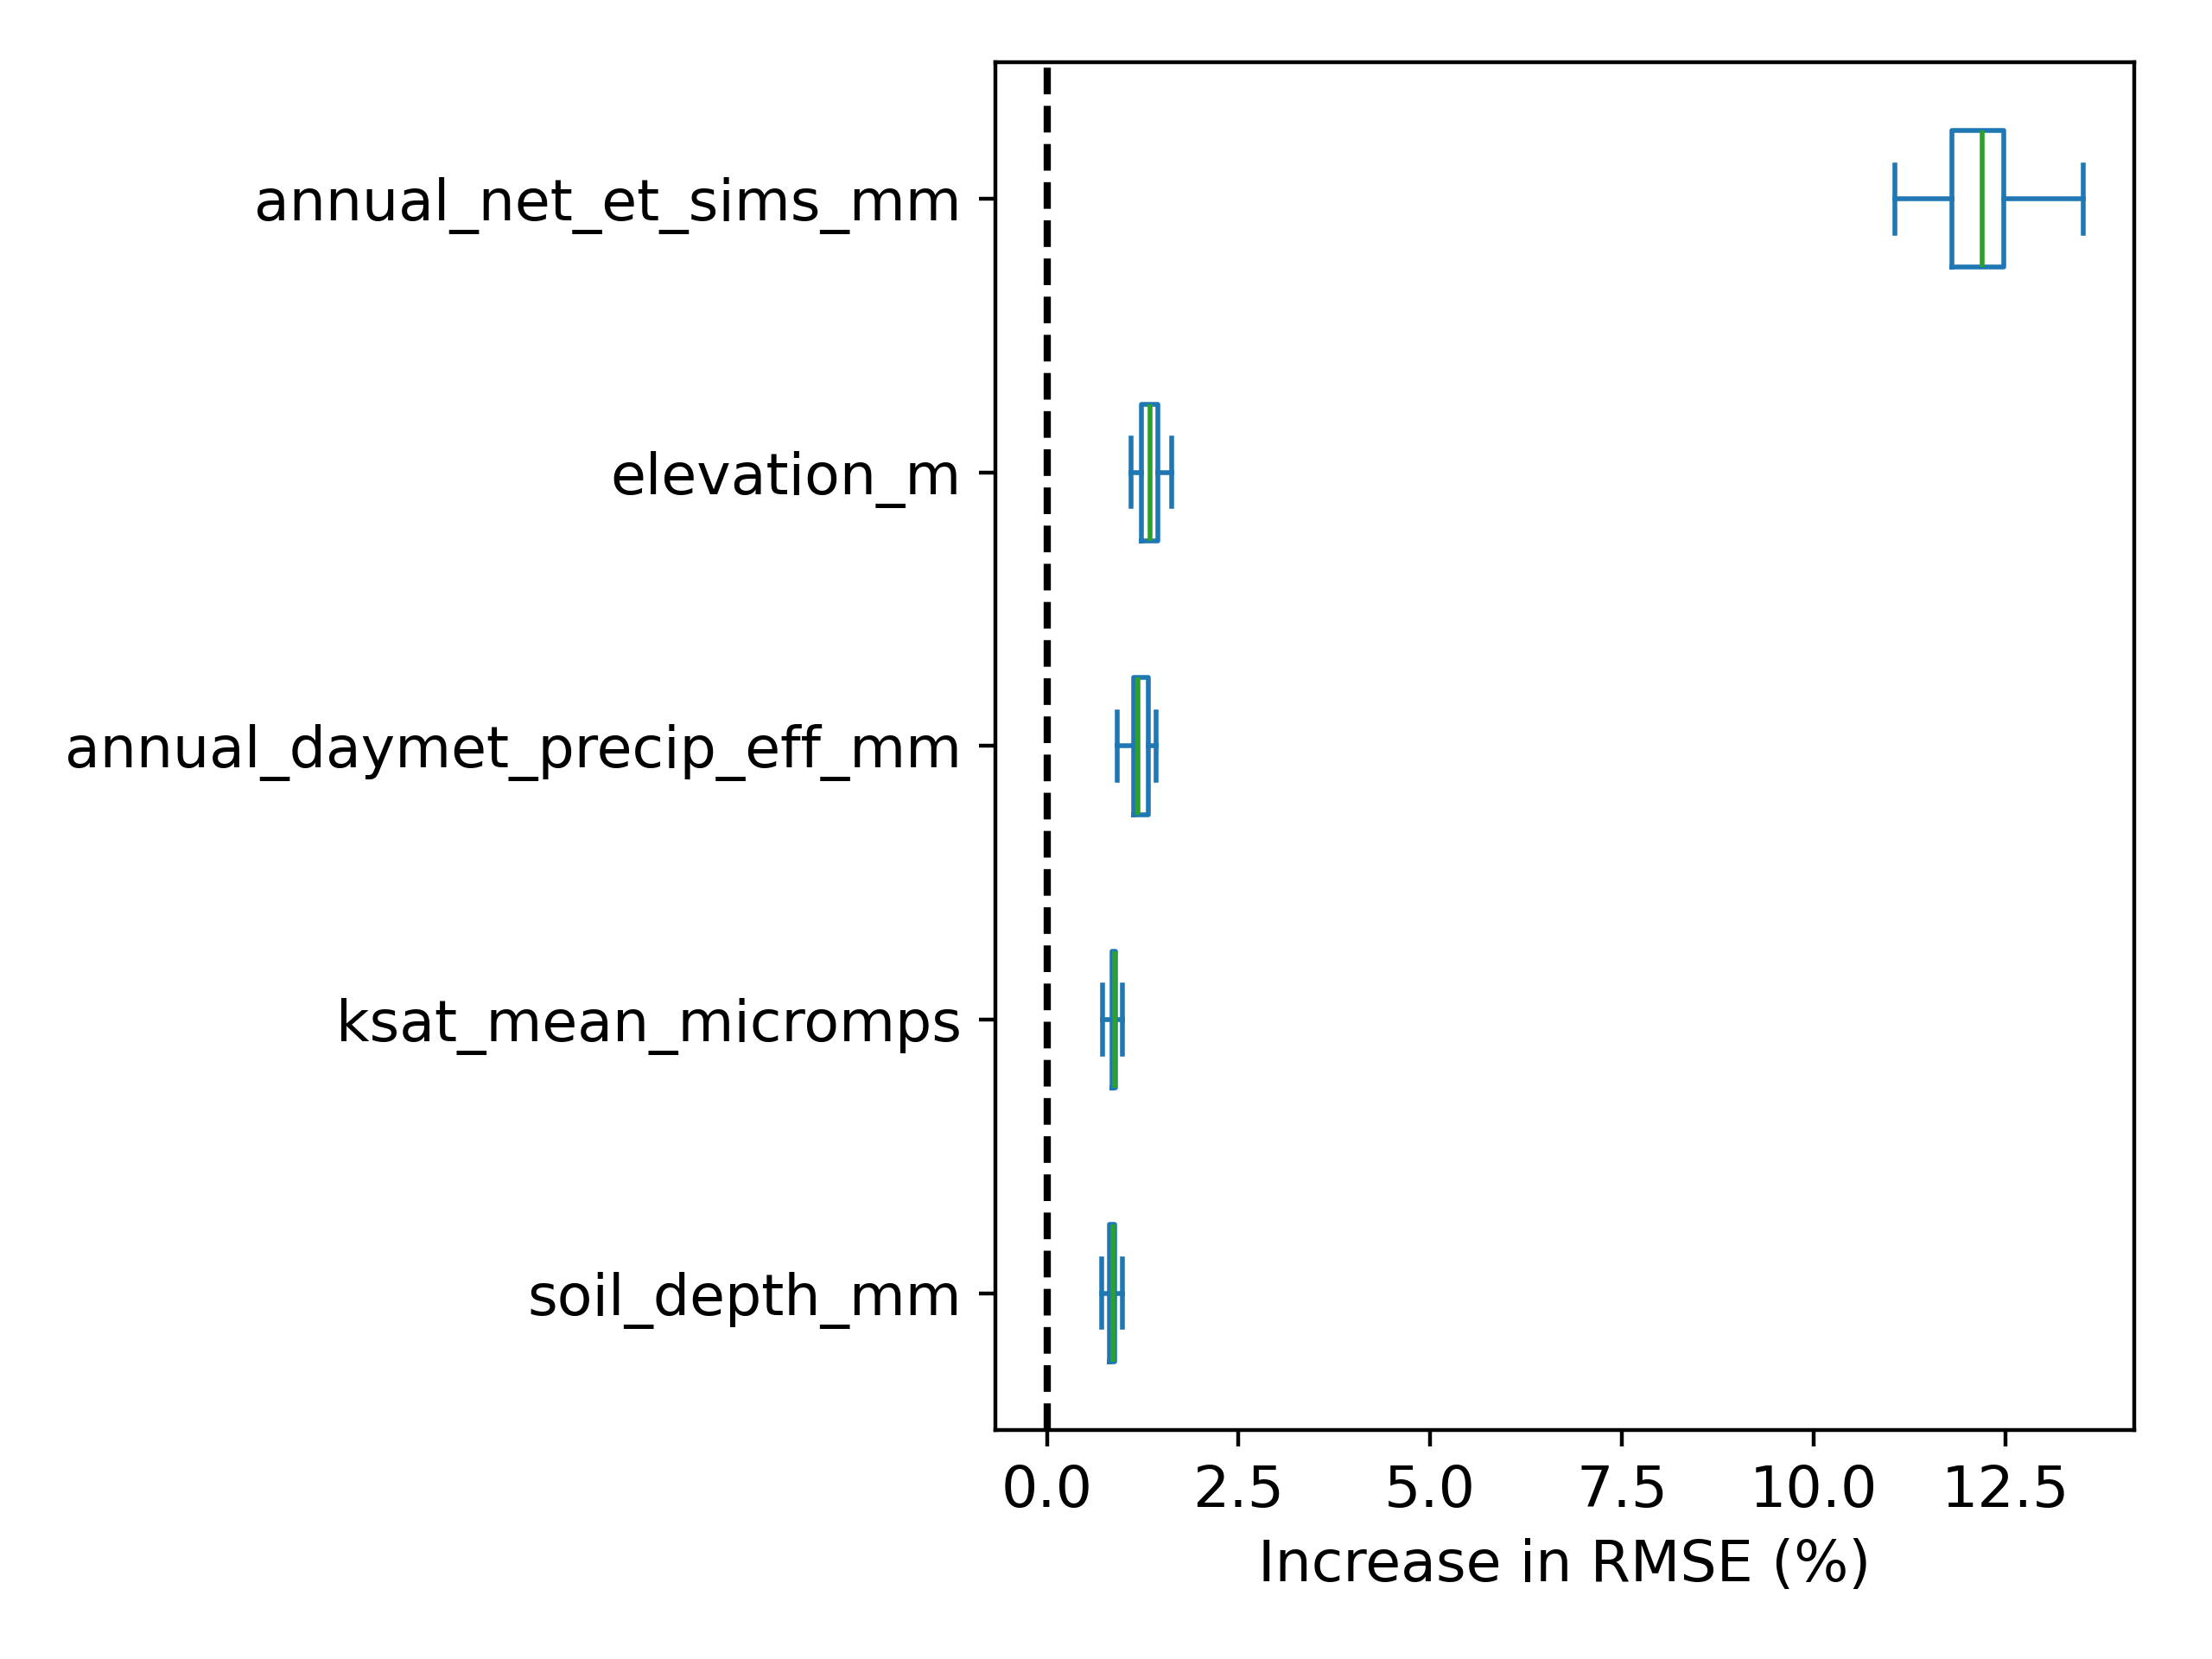 annual_net_et_sims_mm
elevation_m
annual_daymet_precip_eff_mm
ksat_mean_micromps
soil_depth_mm
0.0 2.5 5.0 7.5 10.0 12.5
Increase in RMSE (%)